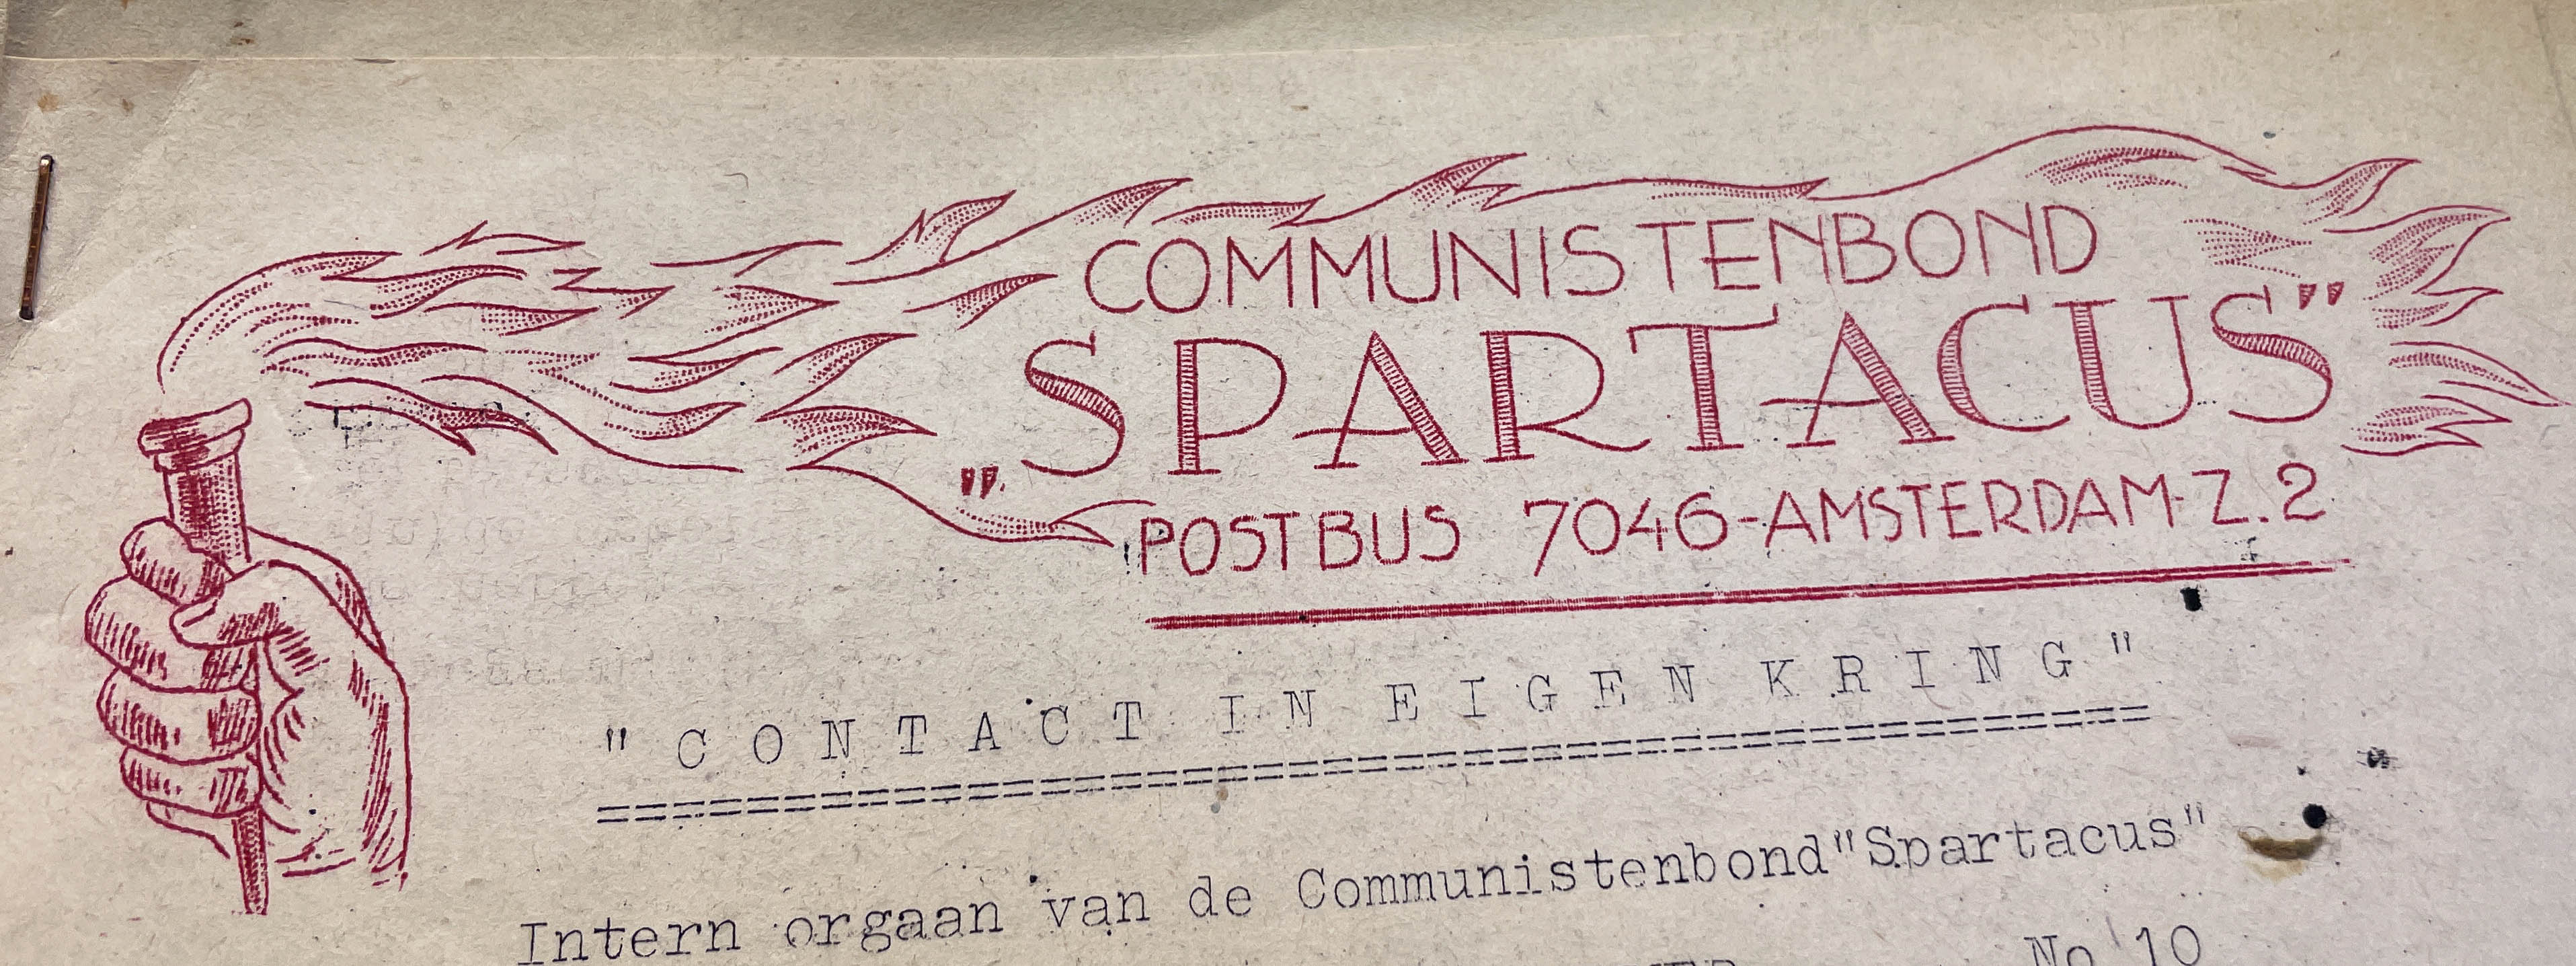 COMMUNISTENBOND
„SPARTACUS”
POSTBUS 7046-AMSTERDAM-Z.2
"CONTACT IN EIGEN KRING"
Intern orgaan van de Communistenbond"Spartacus"
No 10